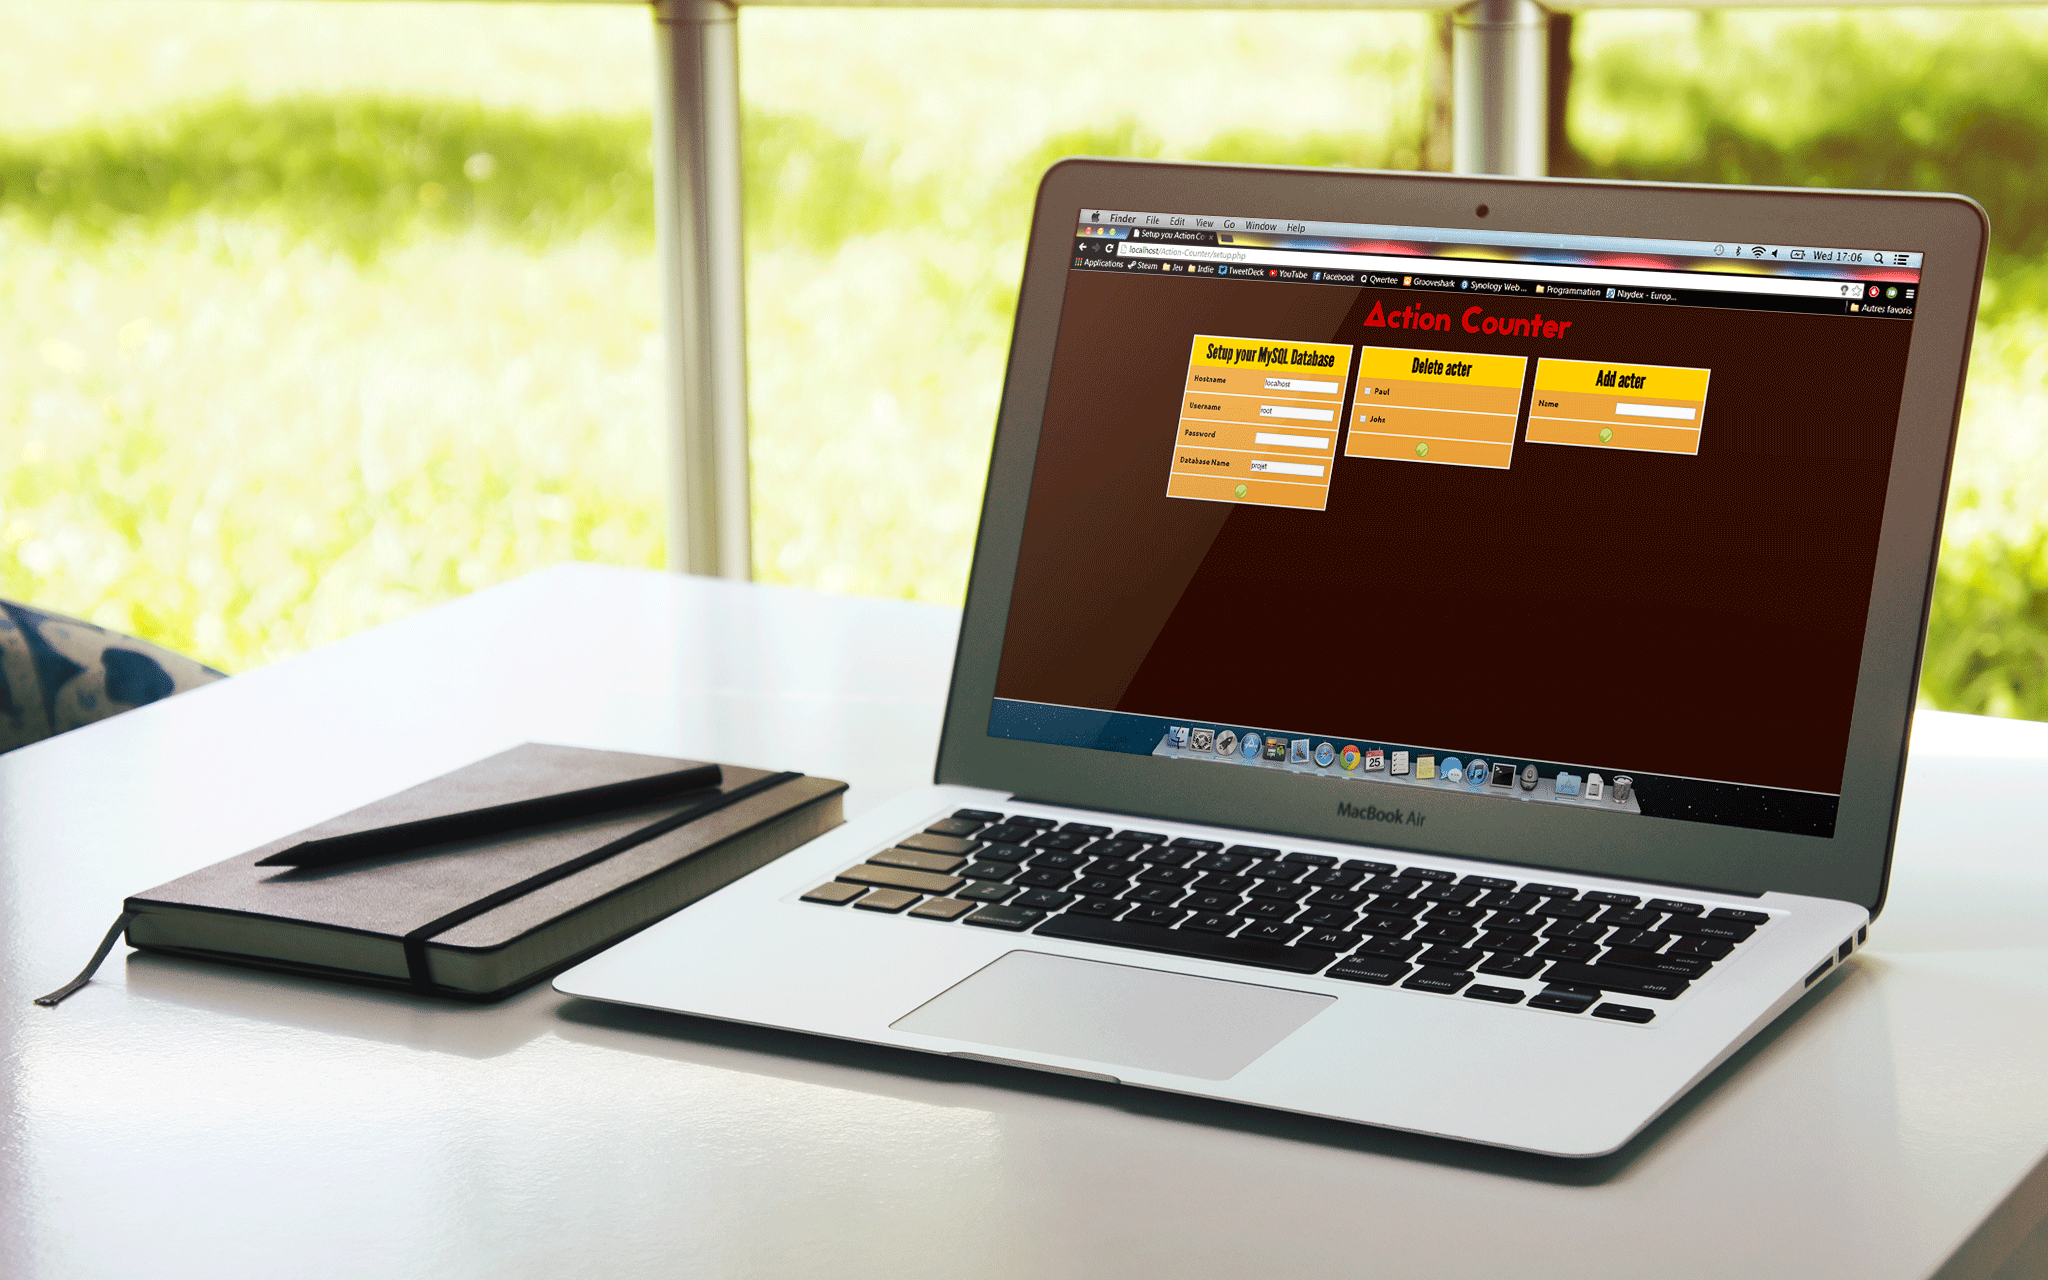 Finder File Edit View Go Window Help
Wed 17:06
Setup you Action Co
localhost/Action-Counter/setup.php
Applications Steam Jeu Indie TweetDeck YouTube Facebook Qwertee Grooveshark Synology Web ... Programmation Naydex - Europ...
Autres favoris
Action Counter
Setup your MySQL Database
Hostname localhost
Username root
Password
Database Name projet
Delete acter
Paul
John
Add acter
Name
25
MacBook Air
delete
enter
return
shift
command
option